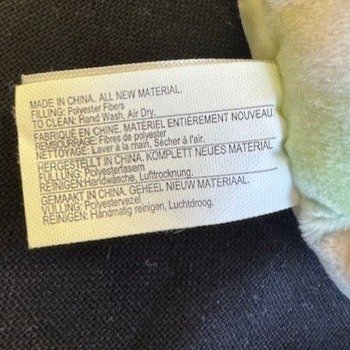 MADE IN CHINA. ALL NEW MATERIAL.
FILLING: Polyester Fibers
TO CLEAN: Hand Wash, Air Dry.
FABRIQUÉ EN CHINE. MATÉRIEL ENTIÈREMENT NOUVEAU.
REMBOURRAGE: Fibres de polyester
NETTOYAGE: Laver à la main, Sécher à l'air.
HERGESTELLT IN CHINA. KOMPLETT NEUES MATERIAL
FÜLLUNG: Polyesterfasern
REINIGEN:Handwäsche, Lufttrocknung.
GEMAAKT IN CHINA. GEHEEL NIEUW MATERIAAL.
FULLING: Polyestervezel
REINIGEN: Handmatig reinigen, Luchtdroog.